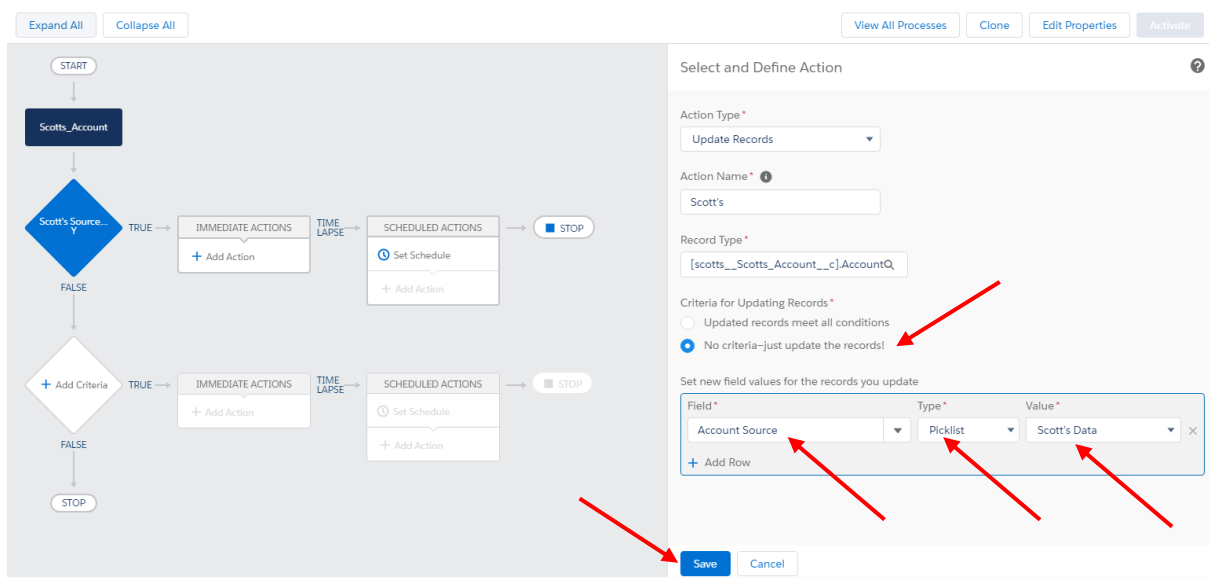 Expand All Collapse All View All Processes Clone Edit Properties Activate
START
Scotts_Account
Scott's Source...
Y
TRUE
IMMEDIATE ACTIONS
+ Add Action
TIME
LAPSE
SCHEDULED ACTIONS
Set Schedule
+ Add Action
STOP
FALSE
+ Add Criteria
TRUE
IMMEDIATE ACTIONS
+ Add Action
TIME
LAPSE
SCHEDULED ACTIONS
Set Schedule
+ Add Action
STOP
FALSE
STOP
Select and Define Action
Action Type*
Update Records
Action Name*
Scott's
Record Type*
[scotts__Scotts_Account__c].Account
Criteria for Updating Records*
Updated records meet all conditions
No criteria—just update the records!
Set new field values for the records you update
Field* Type* Value*
Account Source Picklist Scott's Data
+ Add Row
Save Cancel